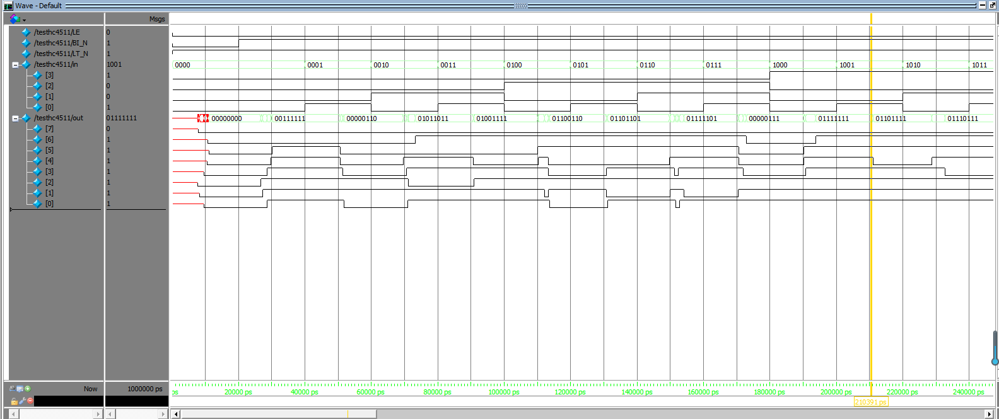 Wave - Default
Msgs
/testhc4511/LE 0
/testhc4511/BI_N 1
/testhc4511/LT_N 1
/testhc4511/in 1001 0000 0001 0010 0011 0100 0101 0110 0111 1000 1001 1010 1011
[3] 1
[2] 0
[1] 0
[0] 1
/testhc4511/out 01111111 00000000 00111111 00000110 01011011 01001111 01100110 01101101 01111101 00000111 01111111 01101111 01110111
[7] 0
[6] 1
[5] 1
[4] 1
[3] 1
[2] 1
[1] 1
[0] 1
Now 1000000 ps ps 20000 ps 40000 ps 60000 ps 80000 ps 100000 ps 120000 ps 140000 ps 160000 ps 180000 ps 200000 ps 220000 ps 240000 ps
210391 ps